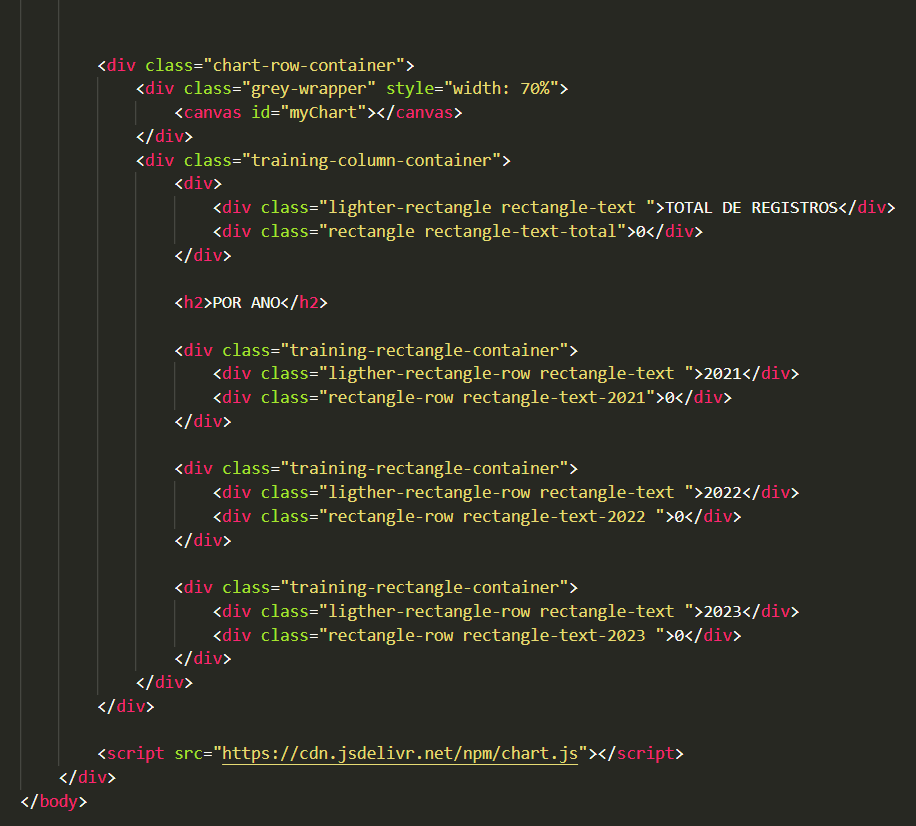 <div class="chart-row-container">
<div class="grey-wrapper" style="width: 70%">
<canvas id="myChart"></canvas>
</div>
<div class="training-column-container">
<div>
<div class="lighter-rectangle rectangle-text ">TOTAL DE REGISTROS</div>
<div class="rectangle rectangle-text-total">0</div>
</div>
<h2>POR ANO</h2>
<div class="training-rectangle-container">
<div class="ligther-rectangle-row rectangle-text ">2021</div>
<div class="rectangle-row rectangle-text-2021">0</div>
</div>
<div class="training-rectangle-container">
<div class="ligther-rectangle-row rectangle-text ">2022</div>
<div class="rectangle-row rectangle-text-2022 ">0</div>
</div>
<div class="training-rectangle-container">
<div class="ligther-rectangle-row rectangle-text ">2023</div>
<div class="rectangle-row rectangle-text-2023 ">0</div>
</div>
</div>
</div>
<script src="https://cdn.jsdelivr.net/npm/chart.js"></script>
</div>
</body>